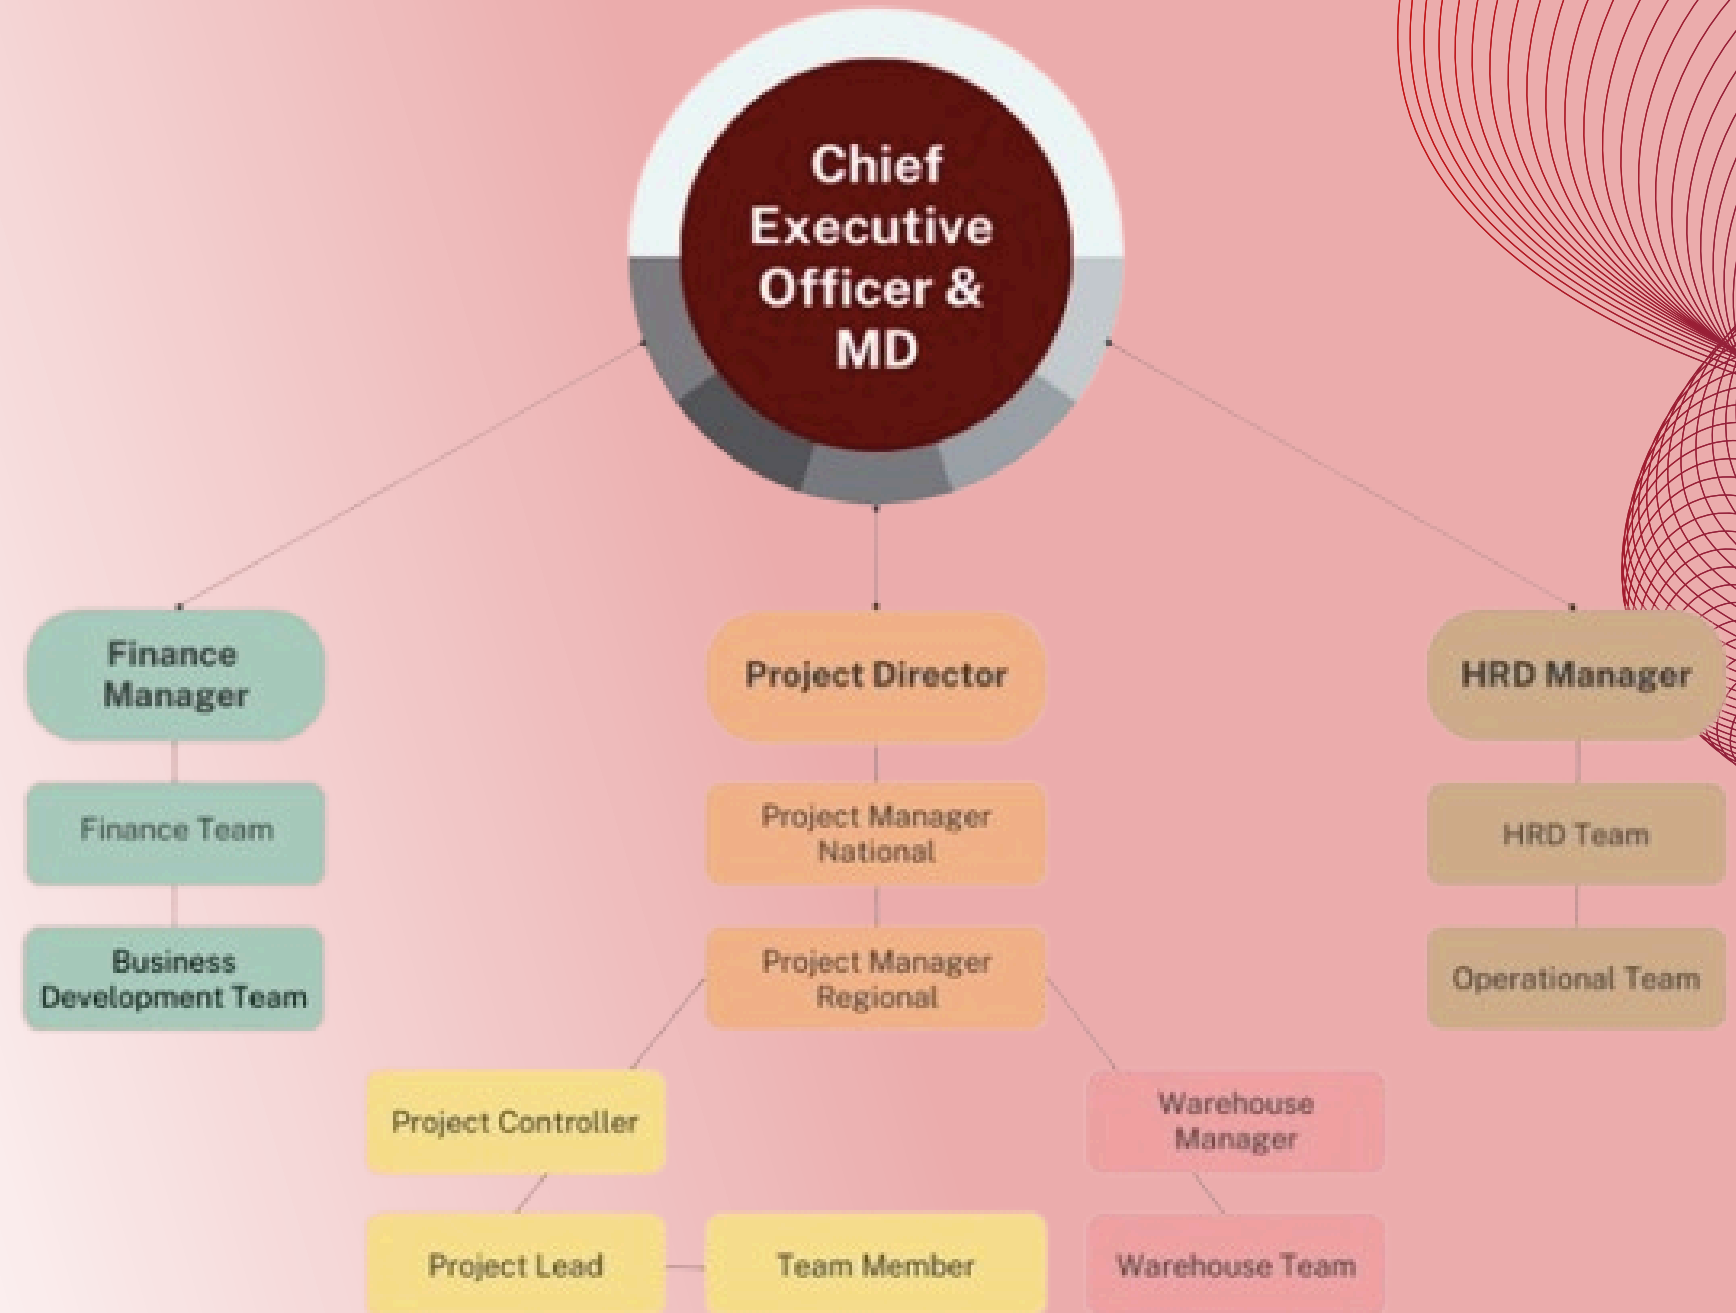 Chief
Executive
Officer &
MD
Finance
Manager
Project Director
HRD Manager
Finance Team
Project Manager
National
HRD Team
Business
Development Team
Project Manager
Regional
Operational Team
Project Controller
Warehouse
Manager
Project Lead
Team Member
Warehouse Team